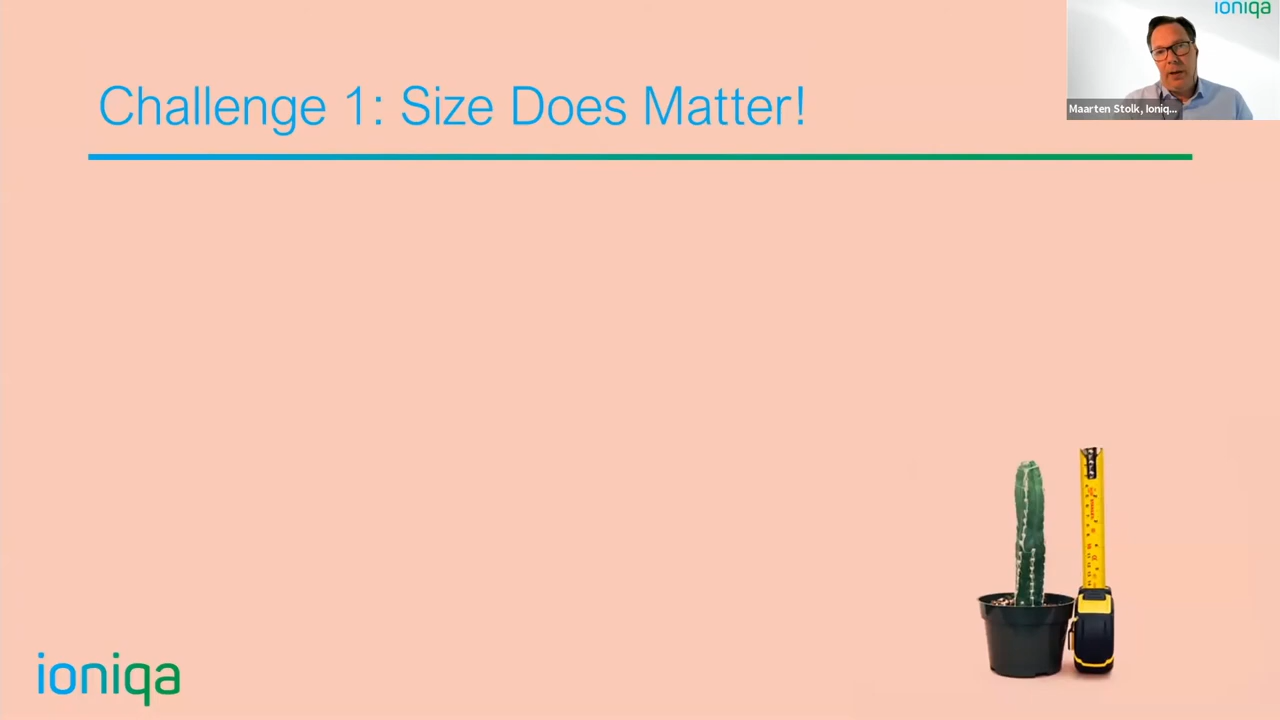 ioniqa
Challenge 1: Size Does Matter!
Maarten Stolk, Ioniq...
ioniqa